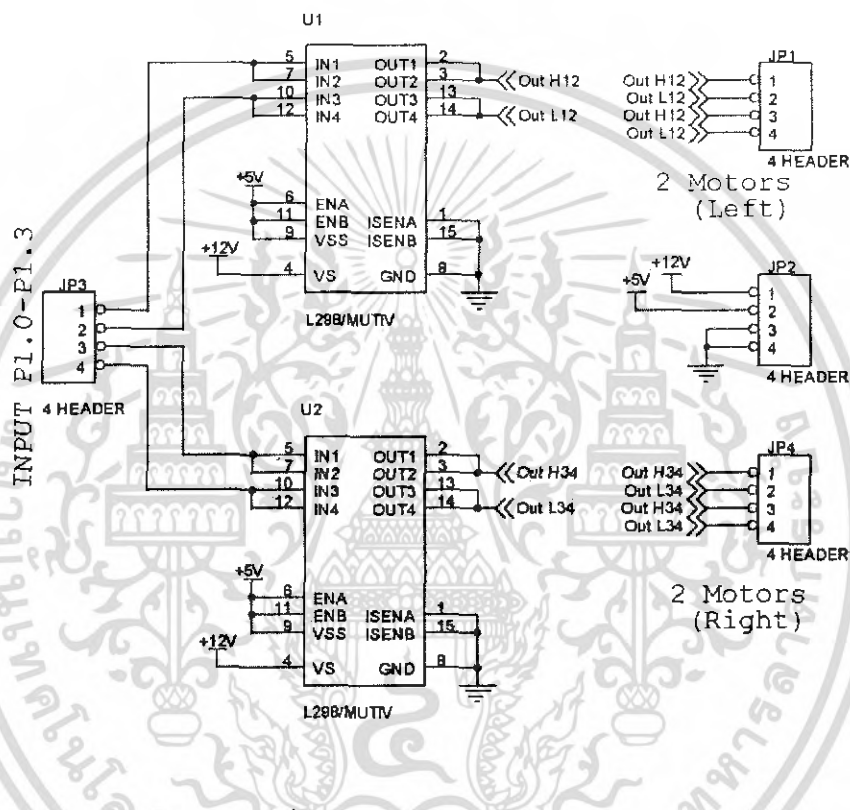 U1
5 IN1 OUT1 2
7 IN2 OUT2 3
10 IN3 OUT3 13
12 IN4 OUT4 14
Out H12
Out L12
+5V
6 ENA
11 ENB ISENA 1
9 VSS ISENB 15
+12V
4 VS GND 8
L298/MUTIV
JP1
Out H12 1
Out L12 2
Out H12 3
Out L12 4
4 HEADER
2 Motors
(Left)
JP2
+12V
+5V
1
2
3
4
4 HEADER
INPUT P1.0-P1.3
JP3
1
2
3
4
4 HEADER
U2
5 IN1 OUT1 2
7 IN2 OUT2 3
10 IN3 OUT3 13
12 IN4 OUT4 14
Out H34
Out L34
+5V
6 ENA
11 ENB ISENA 1
9 VSS ISENB 15
+12V
4 VS GND 8
L298/MUTIV
JP4
Out H34 1
Out L34 2
Out H34 3
Out L34 4
4 HEADER
2 Motors
(Right)